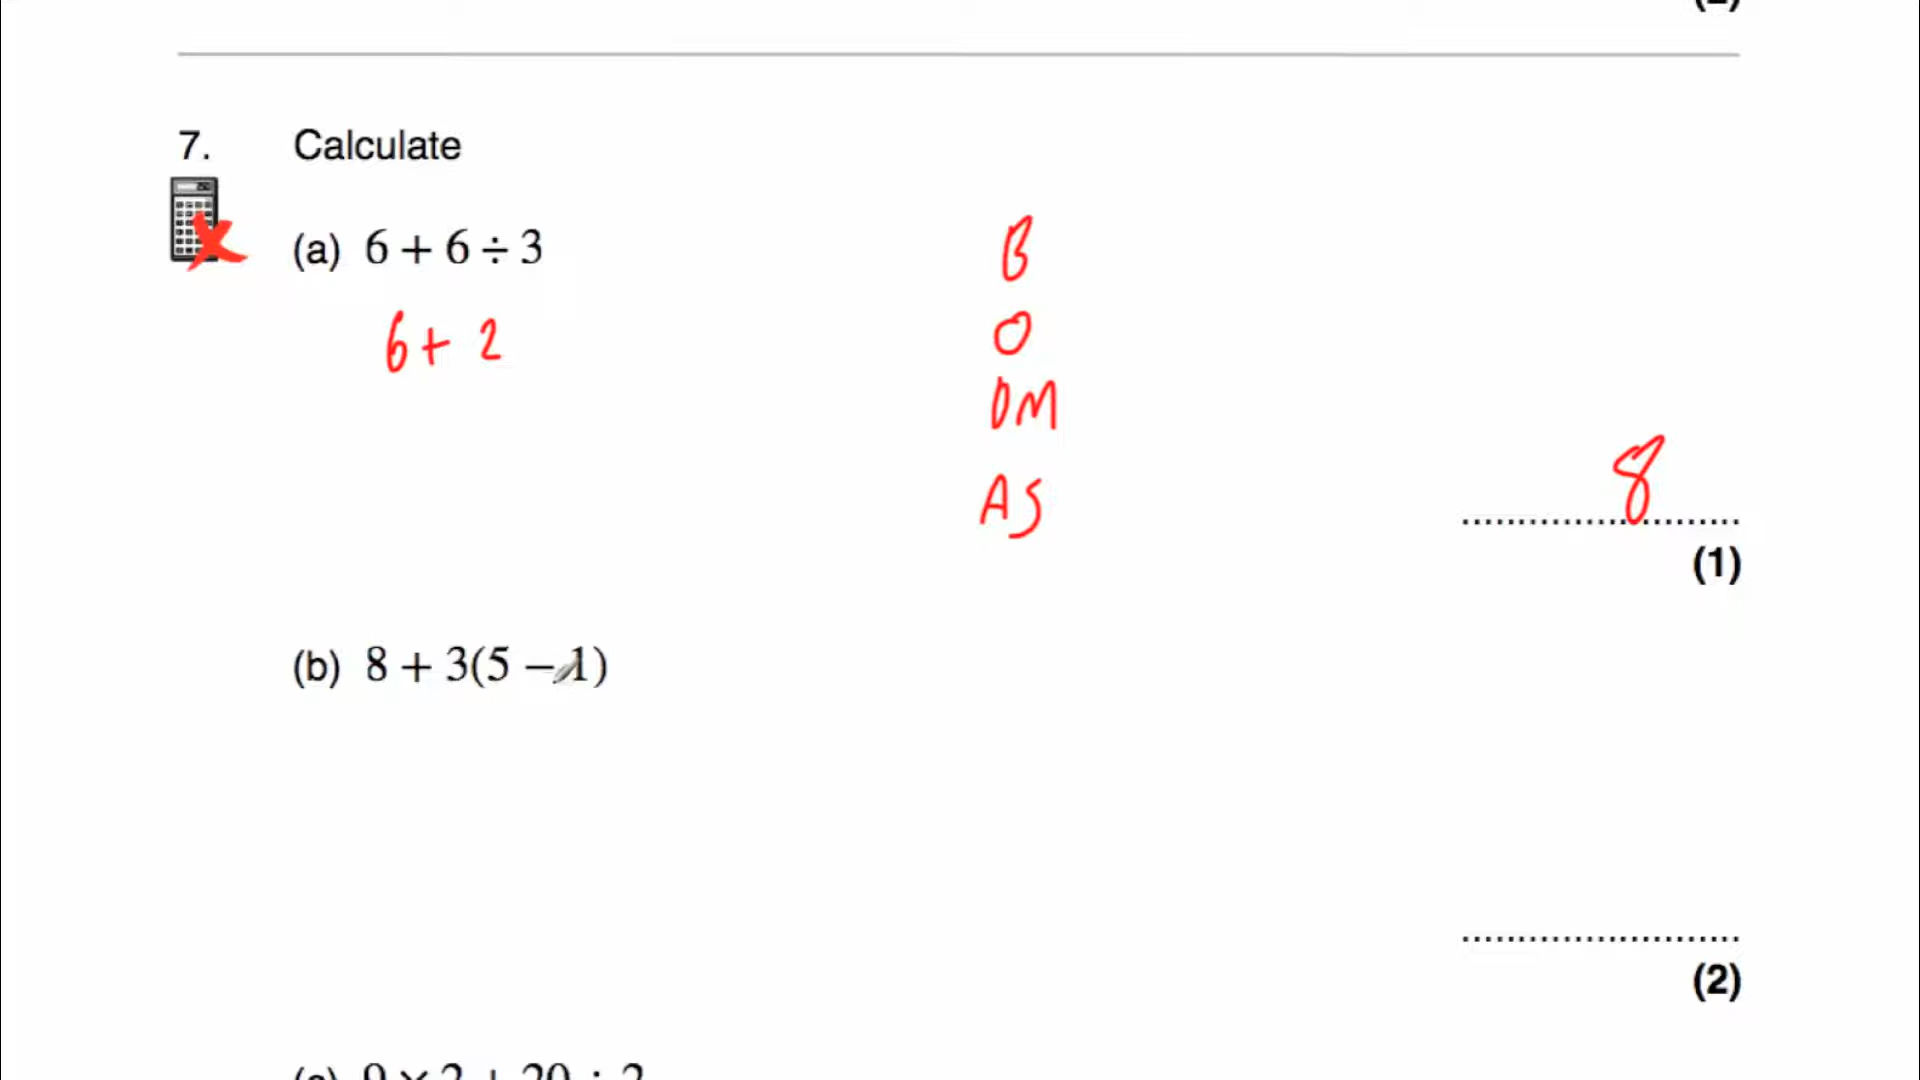 7. Calculate
(a) 6 + 6 ÷ 3
6 + 2
B
O
DM
AS
8
(1)
(b) 8 + 3(5 − 1)
(2)